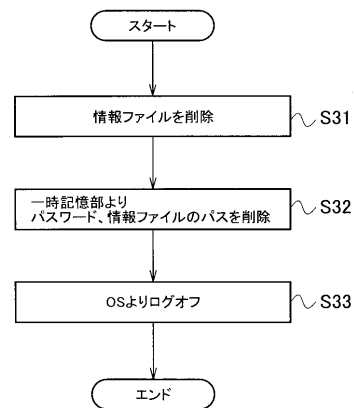 スタート
情報ファイルを削除
S31
一時記憶部より
パスワード、情報ファイルのパスを削除
S32
OSよりログオフ
S33
エンド